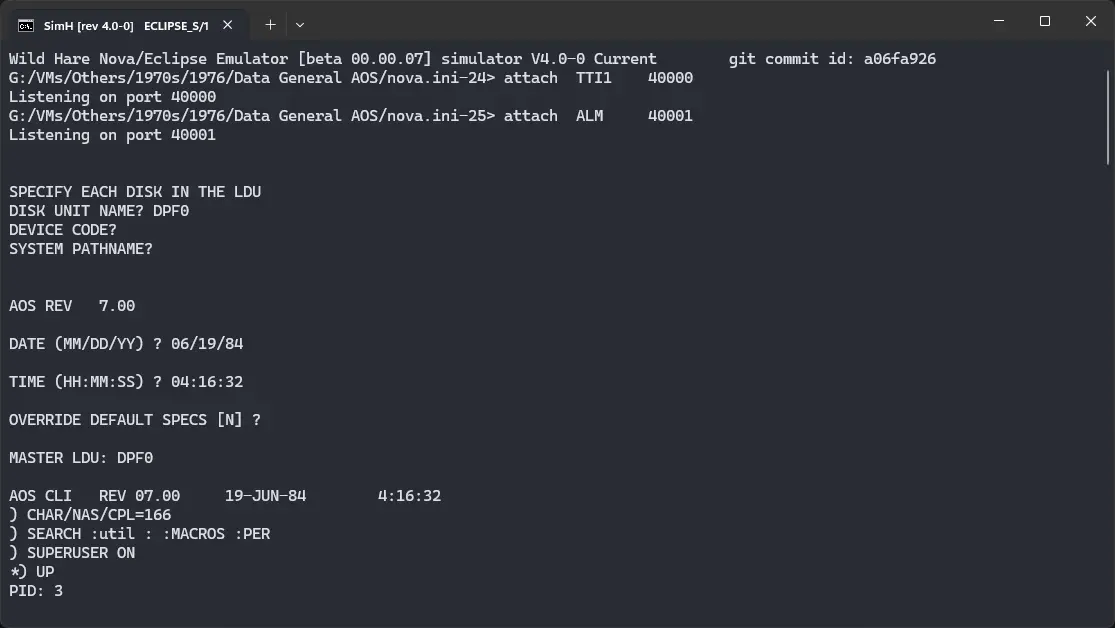 SimH [rev 4.0-0]   ECLIPSE_S/1
Wild Hare Nova/Eclipse Emulator [beta 00.00.07] simulator V4.0-0 Current        git commit id: a06fa926
G:/VMs/Others/1970s/1976/Data General AOS/nova.ini-24> attach  TTI1    40000
Listening on port 40000
G:/VMs/Others/1970s/1976/Data General AOS/nova.ini-25> attach  ALM     40001
Listening on port 40001
SPECIFY EACH DISK IN THE LDU
DISK UNIT NAME? DPF0
DEVICE CODE?
SYSTEM PATHNAME?
AOS REV   7.00
DATE (MM/DD/YY) ? 06/19/84
TIME (HH:MM:SS) ? 04:16:32
OVERRIDE DEFAULT SPECS [N] ?
MASTER LDU: DPF0
AOS CLI   REV 07.00     19-JUN-84        4:16:32
) CHAR/NAS/CPL=166
) SEARCH :util : :MACROS :PER
) SUPERUSER ON
*) UP
PID: 3